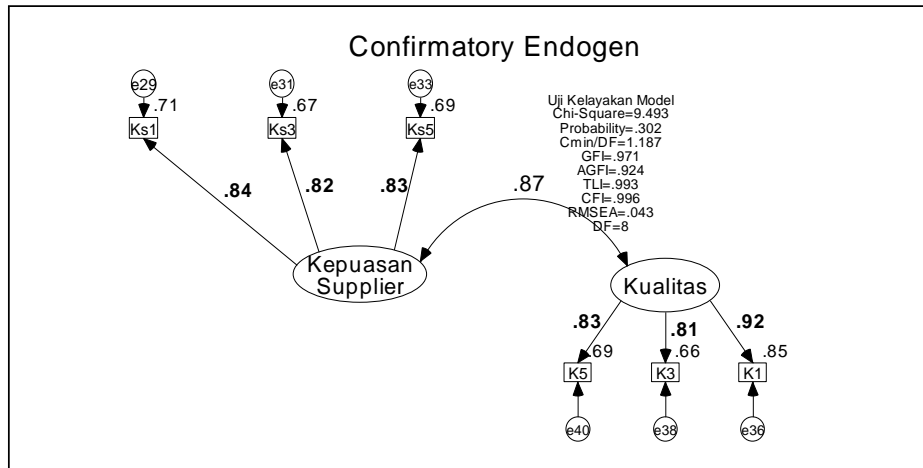 Confirmatory Endogen
e29
e31
e33
.71
.67
.69
Ks1
Ks3
Ks5
Uji Kelayakan Model
Chi-Square=9.493
Probability=.302
Cmin/DF=1.187
GFI=.971
AGFI=.924
TLI=.993
CFI=.996
RMSEA=.043
DF=8
.84
.82
.83
.87
Kepuasan
Supplier
Kualitas
.83
.81
.92
.69
.66
.85
K5
K3
K1
e40
e38
e36